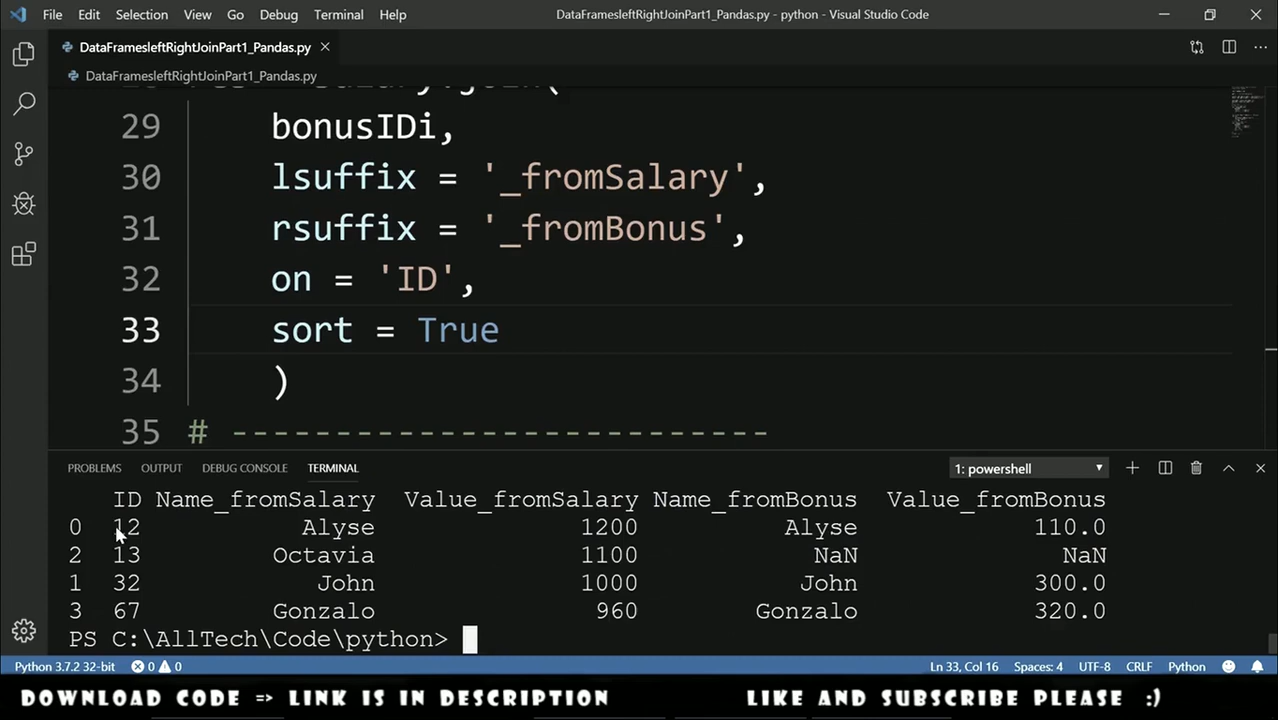 File Edit Selection View Go Debug Terminal Help DataFramesleftRightJoinPart1_Pandas.py - python - Visual Studio Code
DataFramesleftRightJoinPart1_Pandas.py
DataFramesleftRightJoinPart1_Pandas.py
29 bonusIDi,
30 lsuffix = '_fromSalary',
31 rsuffix = '_fromBonus',
32 on = 'ID',
33 sort = True
34 )
35 # --------------------------
PROBLEMS OUTPUT DEBUG CONSOLE TERMINAL 1: powershell
ID Name_fromSalary Value_fromSalary Name_fromBonus Value_fromBonus
0 12 Alyse 1200 Alyse 110.0
2 13 Octavia 1100 NaN NaN
1 32 John 1000 John 300.0
3 67 Gonzalo 960 Gonzalo 320.0
PS C:\AllTech\Code\python>
Python 3.7.2 32-bit 0 0 Ln 33, Col 16 Spaces: 4 UTF-8 CRLF Python
DOWNLOAD CODE => LINK IS IN DESCRIPTION LIKE AND SUBSCRIBE PLEASE :)